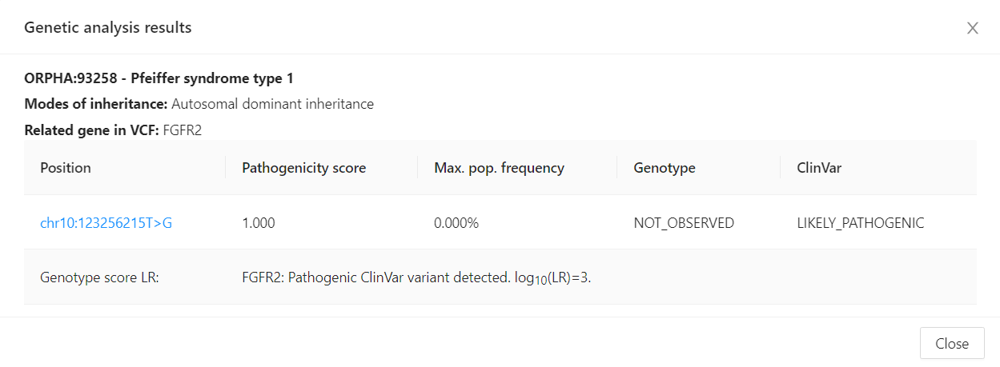 Genetic analysis results
ORPHA:93258 - Pfeiffer syndrome type 1
Modes of inheritance: Autosomal dominant inheritance
Related gene in VCF: FGFR2
Position Pathogenicity score Max. pop. frequency Genotype ClinVar
chr10:123256215T>G 1.000 0.000% NOT_OBSERVED LIKELY_PATHOGENIC
Genotype score LR: FGFR2: Pathogenic ClinVar variant detected. log10(LR)=3.
Close